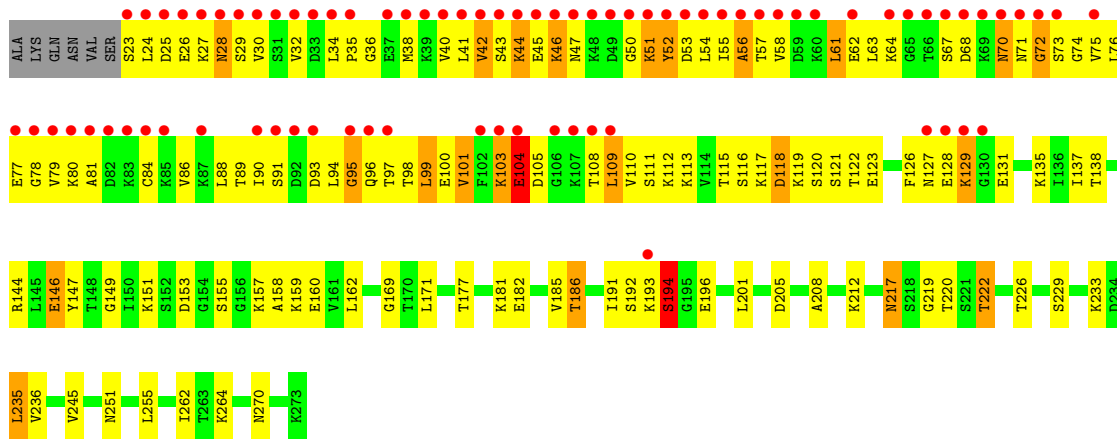 ALA LYS GLN ASN VAL SER S23 L24 D25 E26 K27 N28 S29 V30 S31 V32 D33 L34 P35 G36 E37 M38 K39 V40 L41 V42 S43 K44 E45 K46 N47 K48 D49 G50 K51 Y52 D53 L54 I55 A56 T57 V58 D59 K60 L61 E62 L63 K64 G65 T66 S67 D68 K69 N70 N71 G72 S73 G74 V75 L76
E77 G78 V79 K80 A81 D82 K83 C84 K85 V86 K87 L88 T89 I90 S91 D92 D93 L94 G95 Q96 T97 T98 L99 E100 V101 F102 K103 E104 D105 G106 K107 T108 L109 V110 S111 K112 K113 V114 T115 S116 K117 D118 K119 S120 S121 T122 E123 F126 N127 E128 K129 G130 E131 K135 I136 I137 T138
R144 L145 E146 Y147 T148 G149 I150 K151 S152 D153 G154 S155 G156 K157 A158 K159 E160 V161 L162 G169 T170 L171 T177 K181 E182 V185 T186 I191 S192 K193 S194 G195 E196 L201 D205 A208 K212 N217 S218 G219 T220 S221 T222 T226 S229 K233 D234
L235 V236 V245 N251 L255 I262 T263 K264 N270 K273